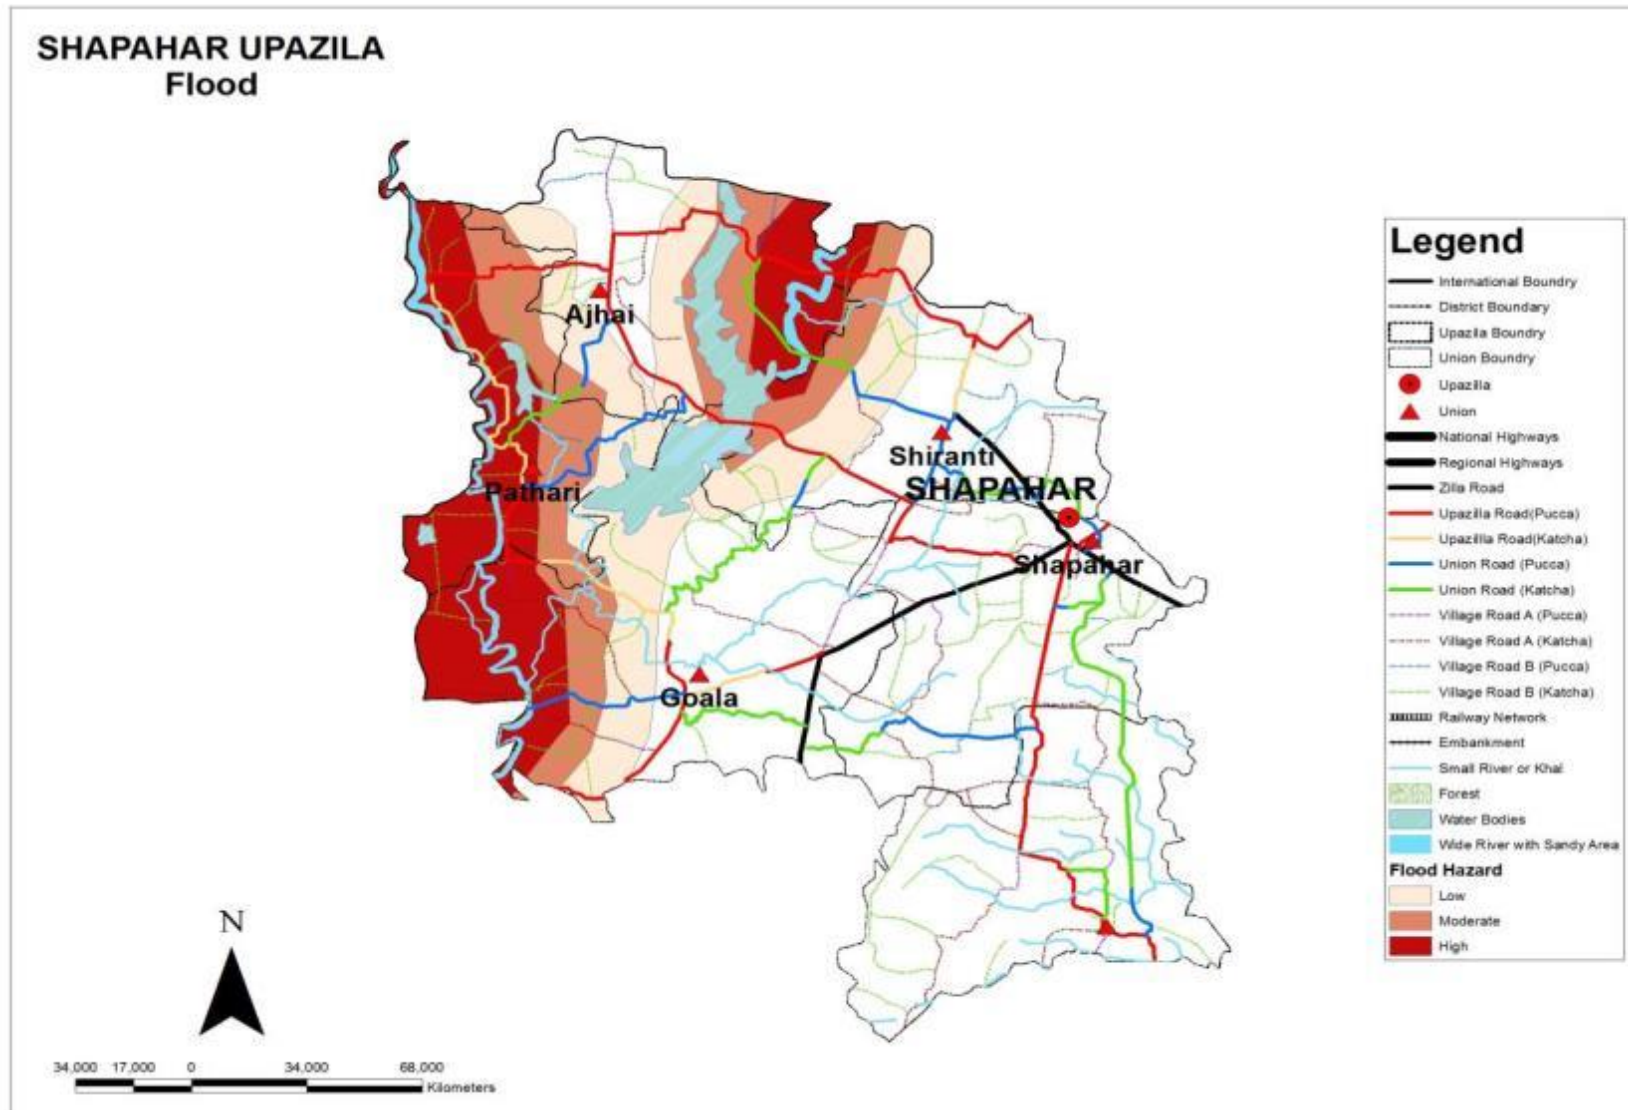 SHAPAHAR UPAZILA
Flood
Ajhai
Pathari
Shiranti
SHAPAHAR
Shapahar
Goala
Legend
International Boundry
District Boundary
Upazila Boundry
Union Boundry
Upazilla
Union
National Highways
Regional Highways
Zilla Road
Upazilla Road(Pucca)
Upazillla Road(Katcha)
Union Road (Pucca)
Union Road (Katcha)
Village Road A (Pucca)
Village Road A (Katcha)
Village Road B (Pucca)
Village Road B (Katcha)
Railway Network
Embankment
Small River or Khal
Forest
Water Bodies
Wide River with Sandy Area
Flood Hazard
Low
Moderate
High
N
34,000 17,000 0 34,000 68,000
Kilometers